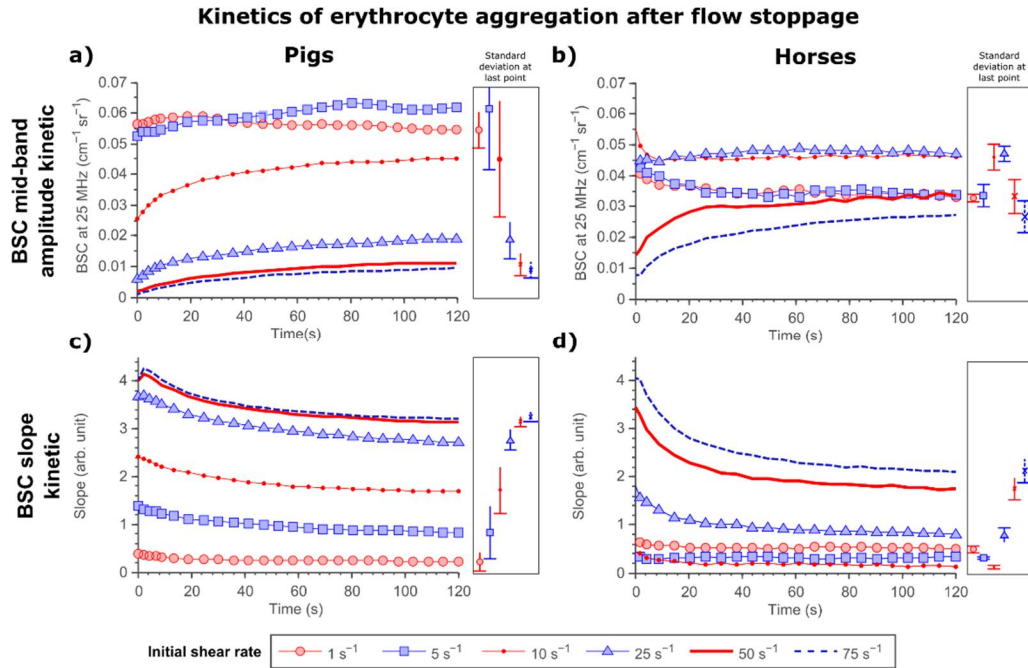 Kinetics of erythrocyte aggregation after flow stoppage
a)
Pigs
Standard
deviation at
last point
b)
Horses
Standard
deviation at
last point
BSC mid-band
amplitude kinetic
BSC at 25 MHz (cm⁻¹ sr⁻¹)
0.07
0.06
0.05
0.04
0.03
0.02
0.01
0
0 20 40 60 80 100 120
Time(s)
BSC at 25 MHz (cm⁻¹ sr⁻¹)
0.07
0.06
0.05
0.04
0.03
0.02
0.01
0
0 20 40 60 80 100 120
Time(s)
c)
d)
BSC slope
kinetic
Slope (arb. unit)
4
3
2
1
0
0 20 40 60 80 100 120
Time (s)
Slope (arb. unit)
4
3
2
1
0
0 20 40 60 80 100 120
Time (s)
Initial shear rate 1 s⁻¹ 5 s⁻¹ 10 s⁻¹ 25 s⁻¹ 50 s⁻¹ 75 s⁻¹